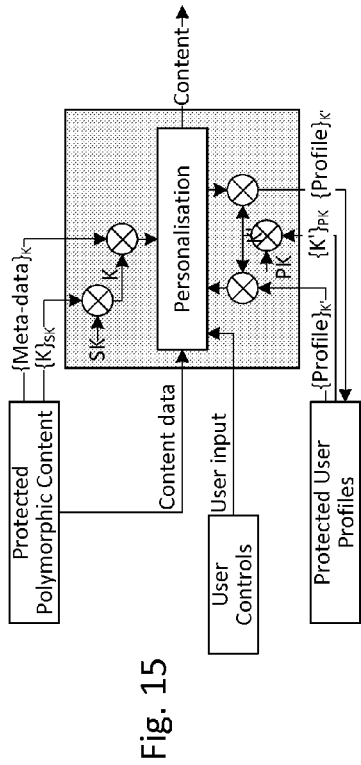 Fig. 15
Protected
Polymorphic Content
{Meta-data}K
{K}SK
SK
K
Content data
Personalisation
Content
User
Controls
User input
Protected User
Profiles
{Profile}K'
{K'}PK
{Profile}K'
PK